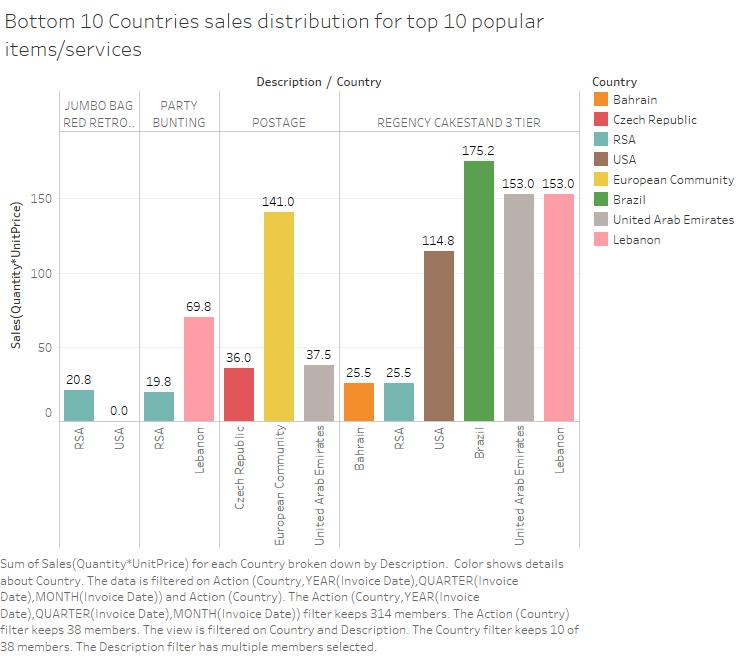 Bottom 10 Countries sales distribution for top 10 popular
items/services
Description / Country
JUMBO BAG
RED RETRO..
PARTY
BUNTING
POSTAGE
REGENCY CAKESTAND 3 TIER
Sales(Quantity*UnitPrice)
150
100
50
0
20.8
0.0
19.8
69.8
36.0
141.0
37.5
25.5
25.5
114.8
175.2
153.0
153.0
RSA
USA
RSA
Lebanon
Czech Republic
European Community
United Arab Emirates
Bahrain
RSA
USA
Brazil
United Arab Emirates
Lebanon
Country
Bahrain
Czech Republic
RSA
USA
European Community
Brazil
United Arab Emirates
Lebanon
Sum of Sales(Quantity*UnitPrice) for each Country broken down by Description.  Color shows details
about Country. The data is filtered on Action (Country,YEAR(Invoice Date),QUARTER(Invoice
Date),MONTH(Invoice Date)) and Action (Country). The Action (Country,YEAR(Invoice
Date),QUARTER(Invoice Date),MONTH(Invoice Date)) filter keeps 314 members. The Action (Country)
filter keeps 38 members. The view is filtered on Country and Description. The Country filter keeps 10 of
38 members. The Description filter has multiple members selected.